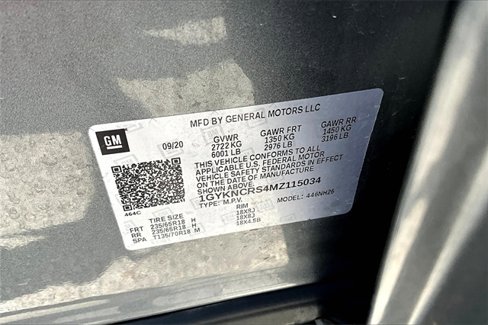 MFD BY GENERAL MOTORS LLC
GM
09/20
GVWR GAWR FRT GAWR RR
2722 KG 1350 KG 1450 KG
6001 LB 2976 LB 3196 LB
THIS VEHICLE CONFORMS TO ALL
APPLICABLE U.S. FEDERAL MOTOR
VEHICLE SAFETY STANDARDS
IN EFFECT ON THE DATE OF MANUFACTURE
SHOWN ABOVE.
1GYKNCRS4MZ115034
TYPE: M.P.V. MODEL: 446NH26
464C
TIRE SIZE RIM
FRT 235/65R18 H 18X8J
RR 235/65R18 H 18X8J
SPA T135/70R18 M 18X4.5B